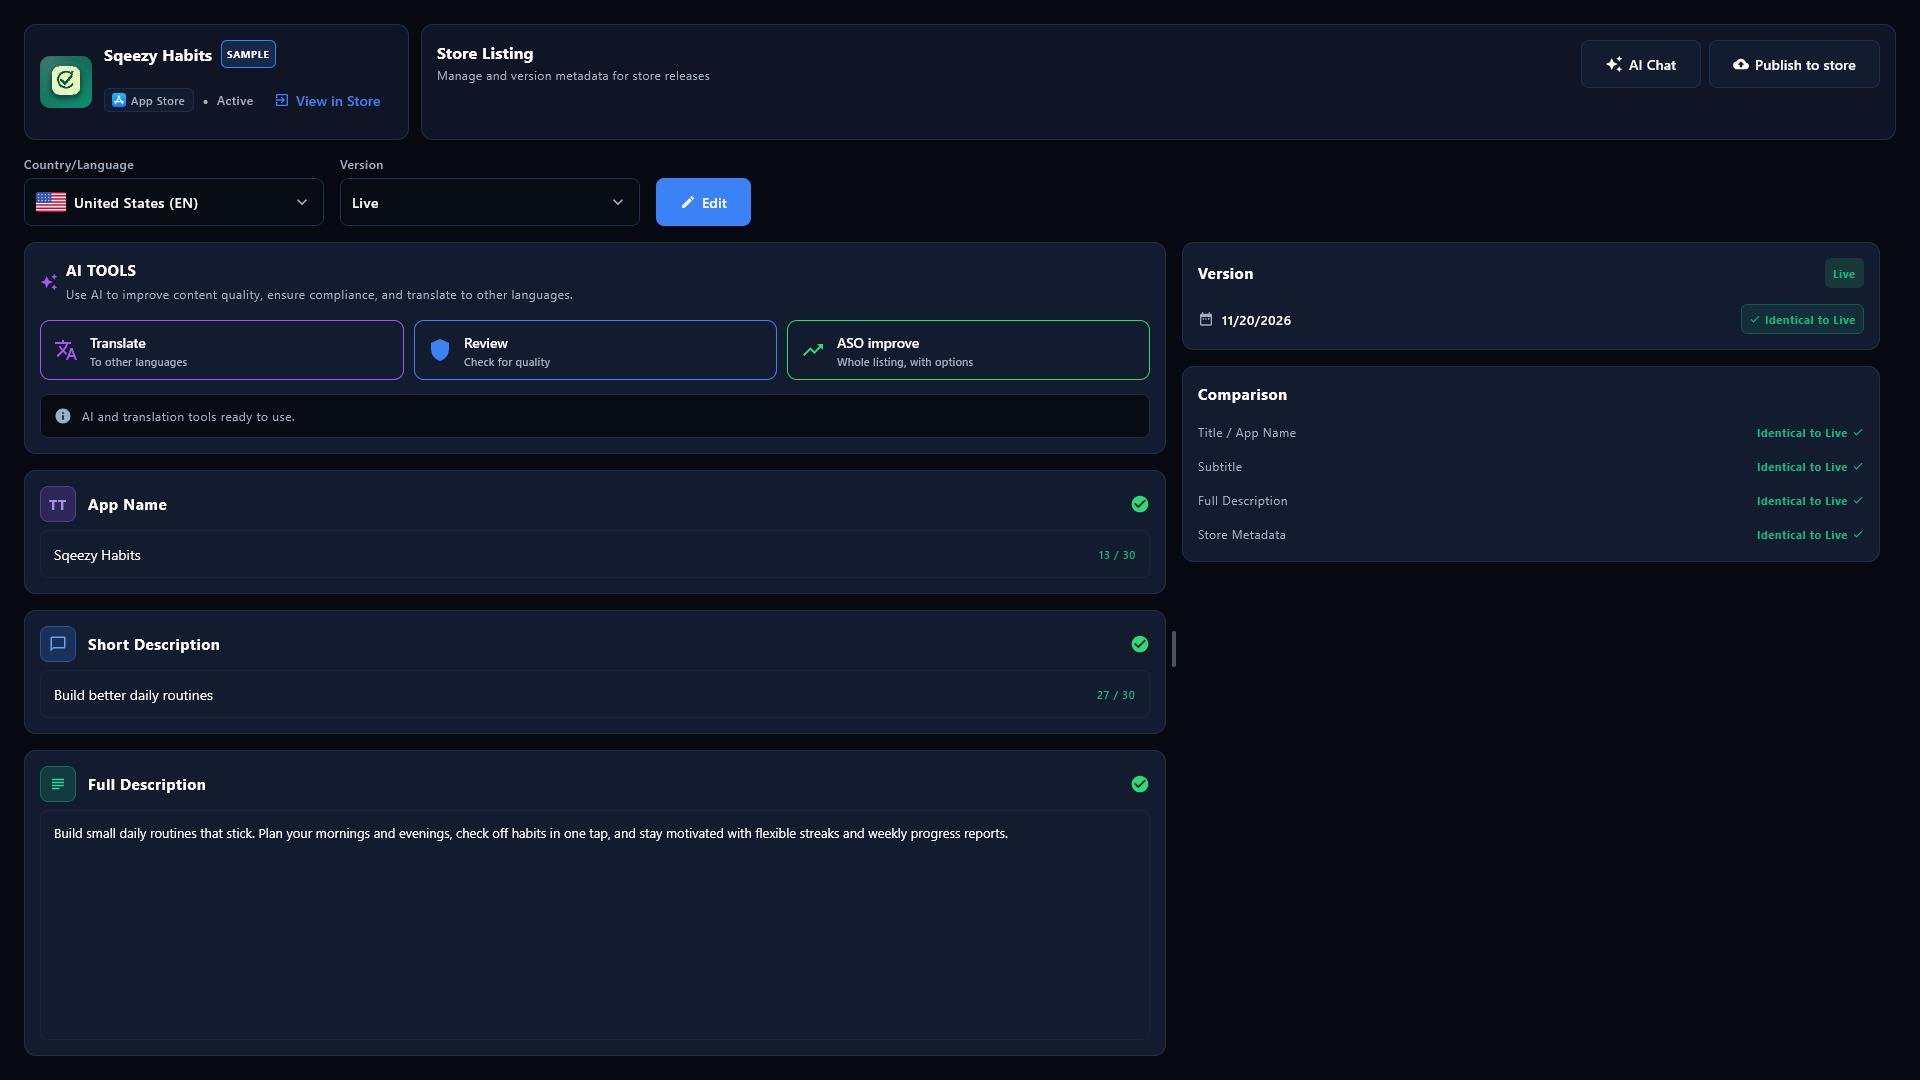 Sqeezy Habits
SAMPLE
App Store
• Active
View in Store
Store Listing
Manage and version metadata for store releases
AI Chat
Publish to store
Country/Language
United States (EN)
Version
Live
Edit
AI TOOLS
Use AI to improve content quality, ensure compliance, and translate to other languages.
Translate
To other languages
Review
Check for quality
ASO improve
Whole listing, with options
AI and translation tools ready to use.
TT
App Name
Sqeezy Habits
13 / 30
Short Description
Build better daily routines
27 / 30
Full Description
Build small daily routines that stick. Plan your mornings and evenings, check off habits in one tap, and stay motivated with flexible streaks and weekly progress reports.
Version
Live
11/20/2026
Identical to Live
Comparison
Title / App Name
Identical to Live
Subtitle
Identical to Live
Full Description
Identical to Live
Store Metadata
Identical to Live